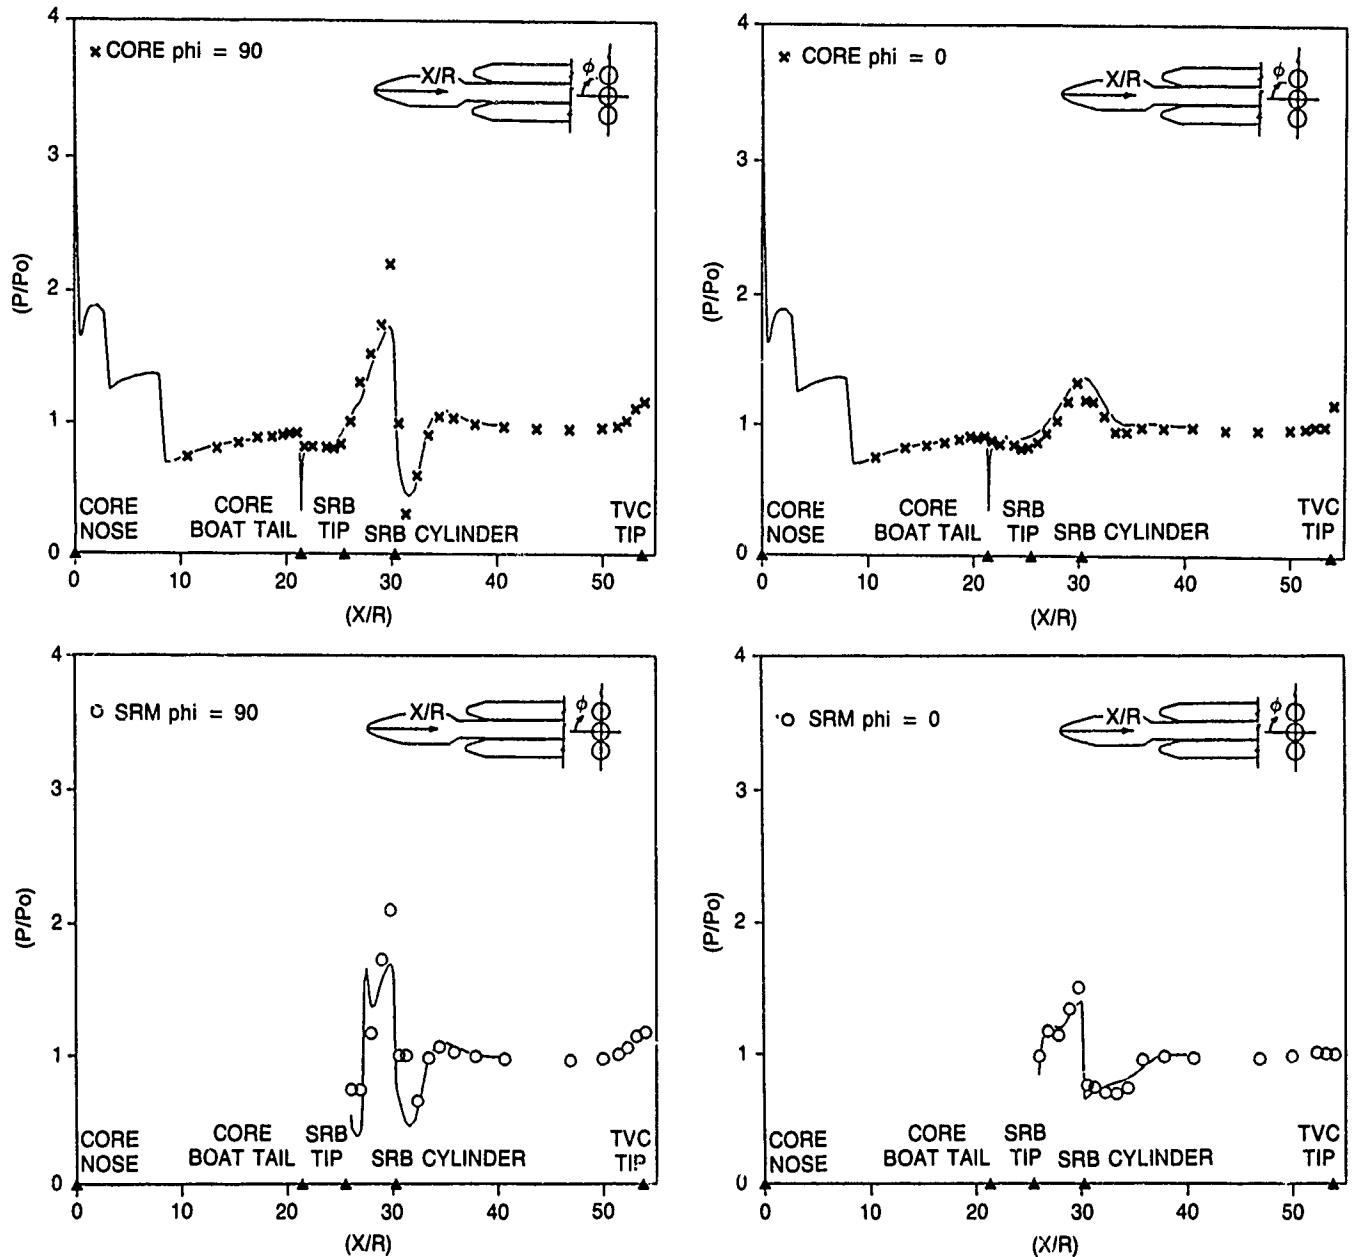 4
3
2
1
0
(P/Po)
× CORE phi = 90
X/R
ϕ
CORE NOSE
CORE BOAT TAIL
SRB TIP
SRB CYLINDER
TVC TIP
0 10 20 30 40 50
(X/R)
4
3
2
1
0
(P/Po)
× CORE phi = 0
X/R
ϕ
CORE NOSE
CORE BOAT TAIL
SRB TIP
SRB CYLINDER
TVC TIP
0 10 20 30 40 50
(X/R)
4
3
2
1
0
(P/Po)
○ SRM phi = 90
X/R
ϕ
CORE NOSE
CORE BOAT TAIL
SRB TIP
SRB CYLINDER
TVC TIP
0 10 20 30 40 50
(X/R)
4
3
2
1
0
(P/Po)
○ SRM phi = 0
X/R
ϕ
CORE NOSE
CORE BOAT TAIL
SRB TIP
SRB CYLINDER
TVC TIP
0 10 20 30 40 50
(X/R)